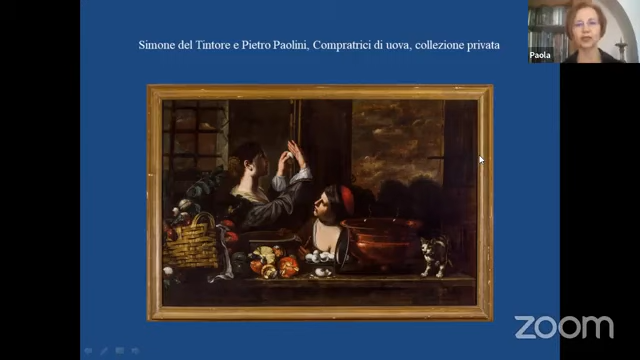 Simone del Tintore e Pietro Paolini, Compratrici di uova, collezione privata
Paola
zoom